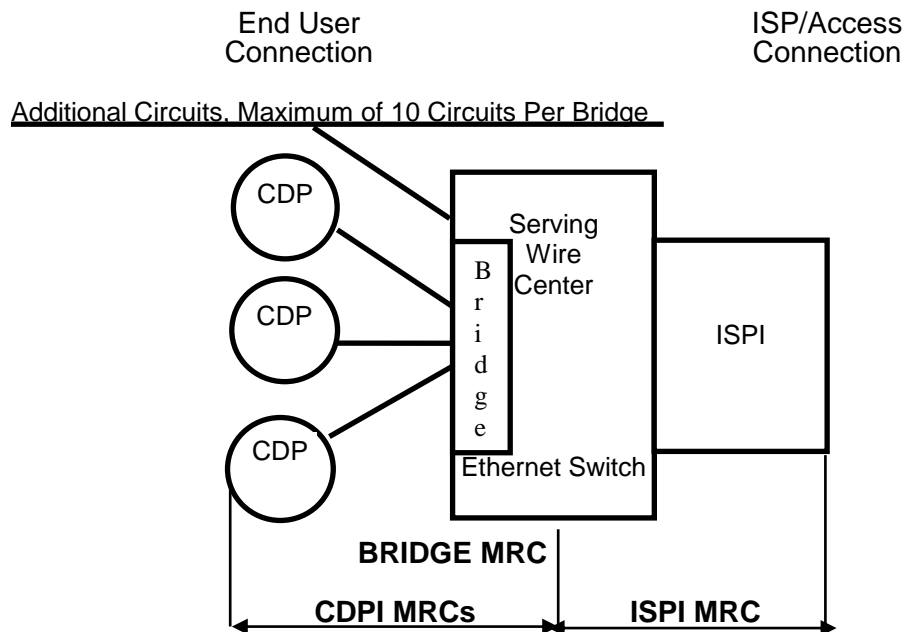 End User
Connection
ISP/Access
Connection
Additional Circuits, Maximum of 10 Circuits Per Bridge
CDP
CDP
CDP
Bridge
Serving
Wire
Center
Ethernet Switch
ISPI
BRIDGE MRC
CDPI MRCs
ISPI MRC